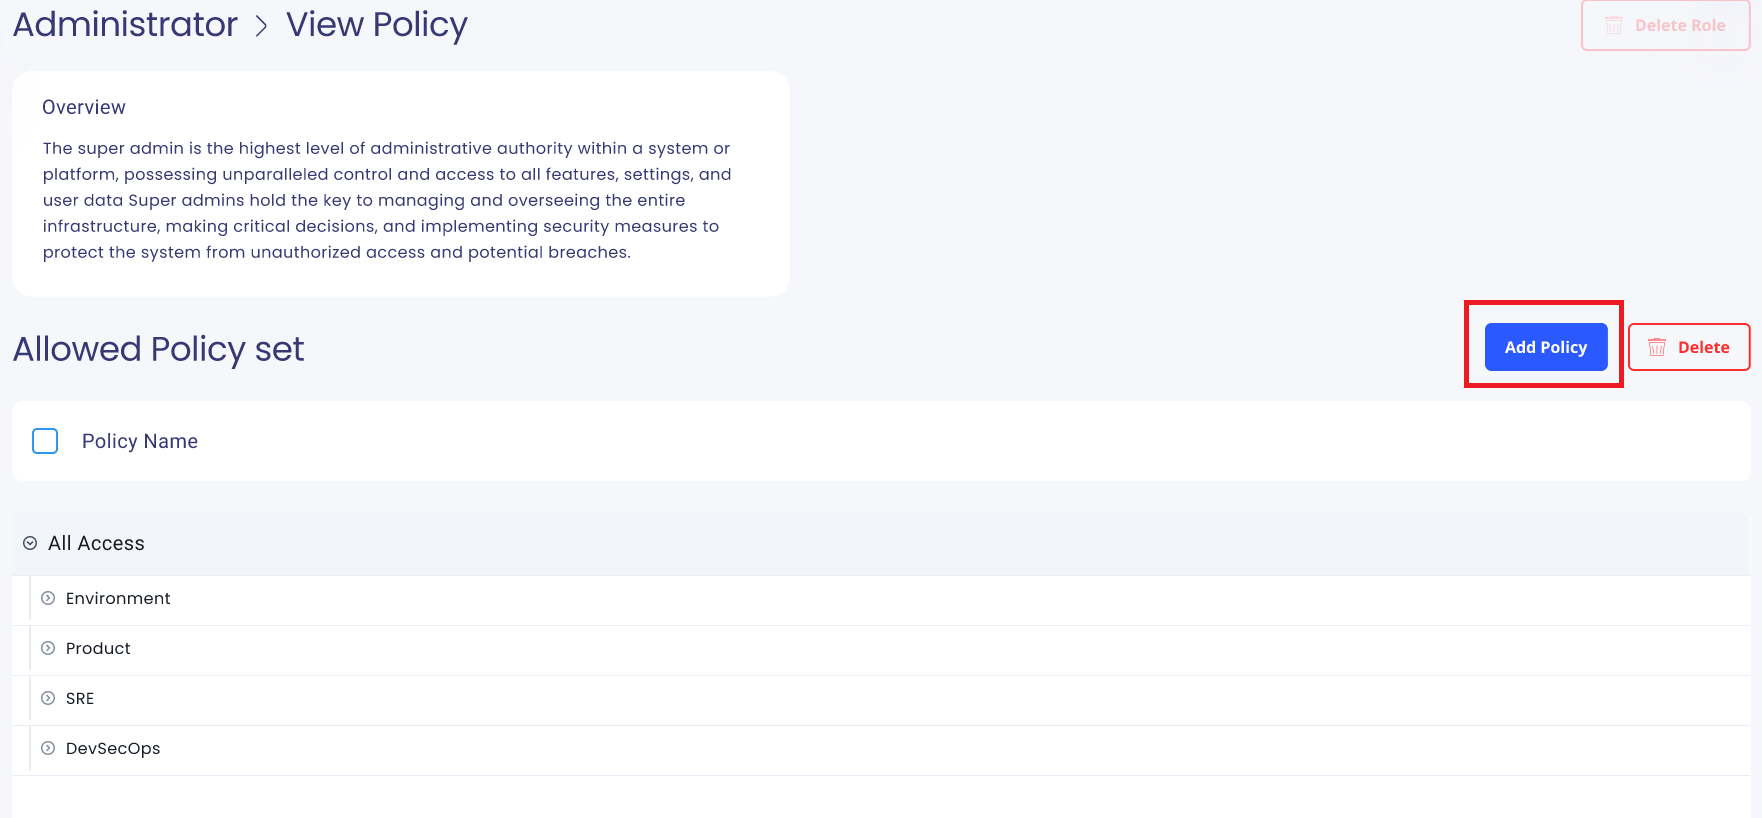 Administrator > View Policy
Delete Role
Overview
The super admin is the highest level of administrative authority within a system or
platform, possessing unparalleled control and access to all features, settings, and
user data Super admins hold the key to managing and overseeing the entire
infrastructure, making critical decisions, and implementing security measures to
protect the system from unauthorized access and potential breaches.
Allowed Policy set
Add Policy
Delete
Policy Name
All Access
Environment
Product
SRE
DevSecOps